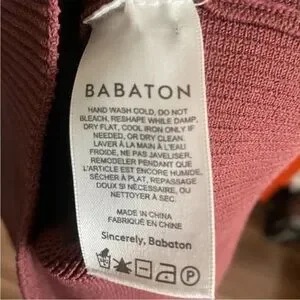 BABATON
HAND WASH COLD, DO NOT
BLEACH, RESHAPE WHILE DAMP,
DRY FLAT, COOL IRON ONLY IF
NEEDED, OR DRY CLEAN.
LAVER À LA MAIN À L'EAU
FROIDE, NE PAS JAVELISER,
REMODELER PENDANT QUE
L'ARTICLE EST ENCORE HUMIDE,
SÉCHER À PLAT, REPASSAGE
DOUX SI NÉCESSAIRE, OU
NETTOYER À SEC.
MADE IN CHINA
FABRIQUÉ EN CHINE
Sincerely, Babaton
P